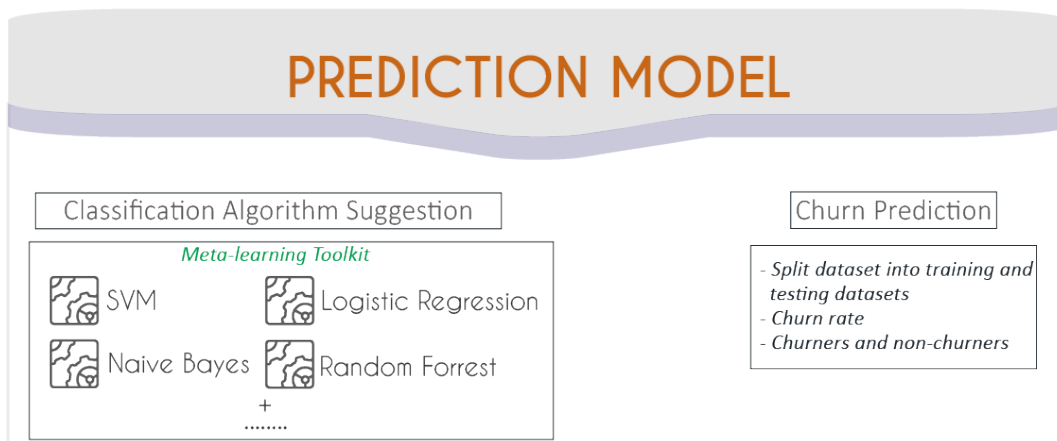 PREDICTION MODEL
Classification Algorithm Suggestion
Meta-learning Toolkit
SVM
Logistic Regression
Naive Bayes
Random Forrest
+
........
Churn Prediction
- Split dataset into training and
testing datasets
- Churn rate
- Churners and non-churners